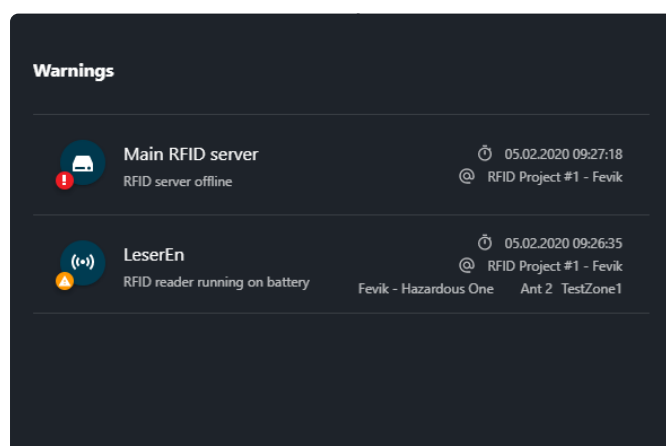 Warnings
Main RFID server
RFID server offline
05.02.2020 09:27:18
@ RFID Project #1 - Fevik
LeserEn
RFID reader running on battery
05.02.2020 09:26:35
@ RFID Project #1 - Fevik
Fevik - Hazardous One Ant 2 TestZone1